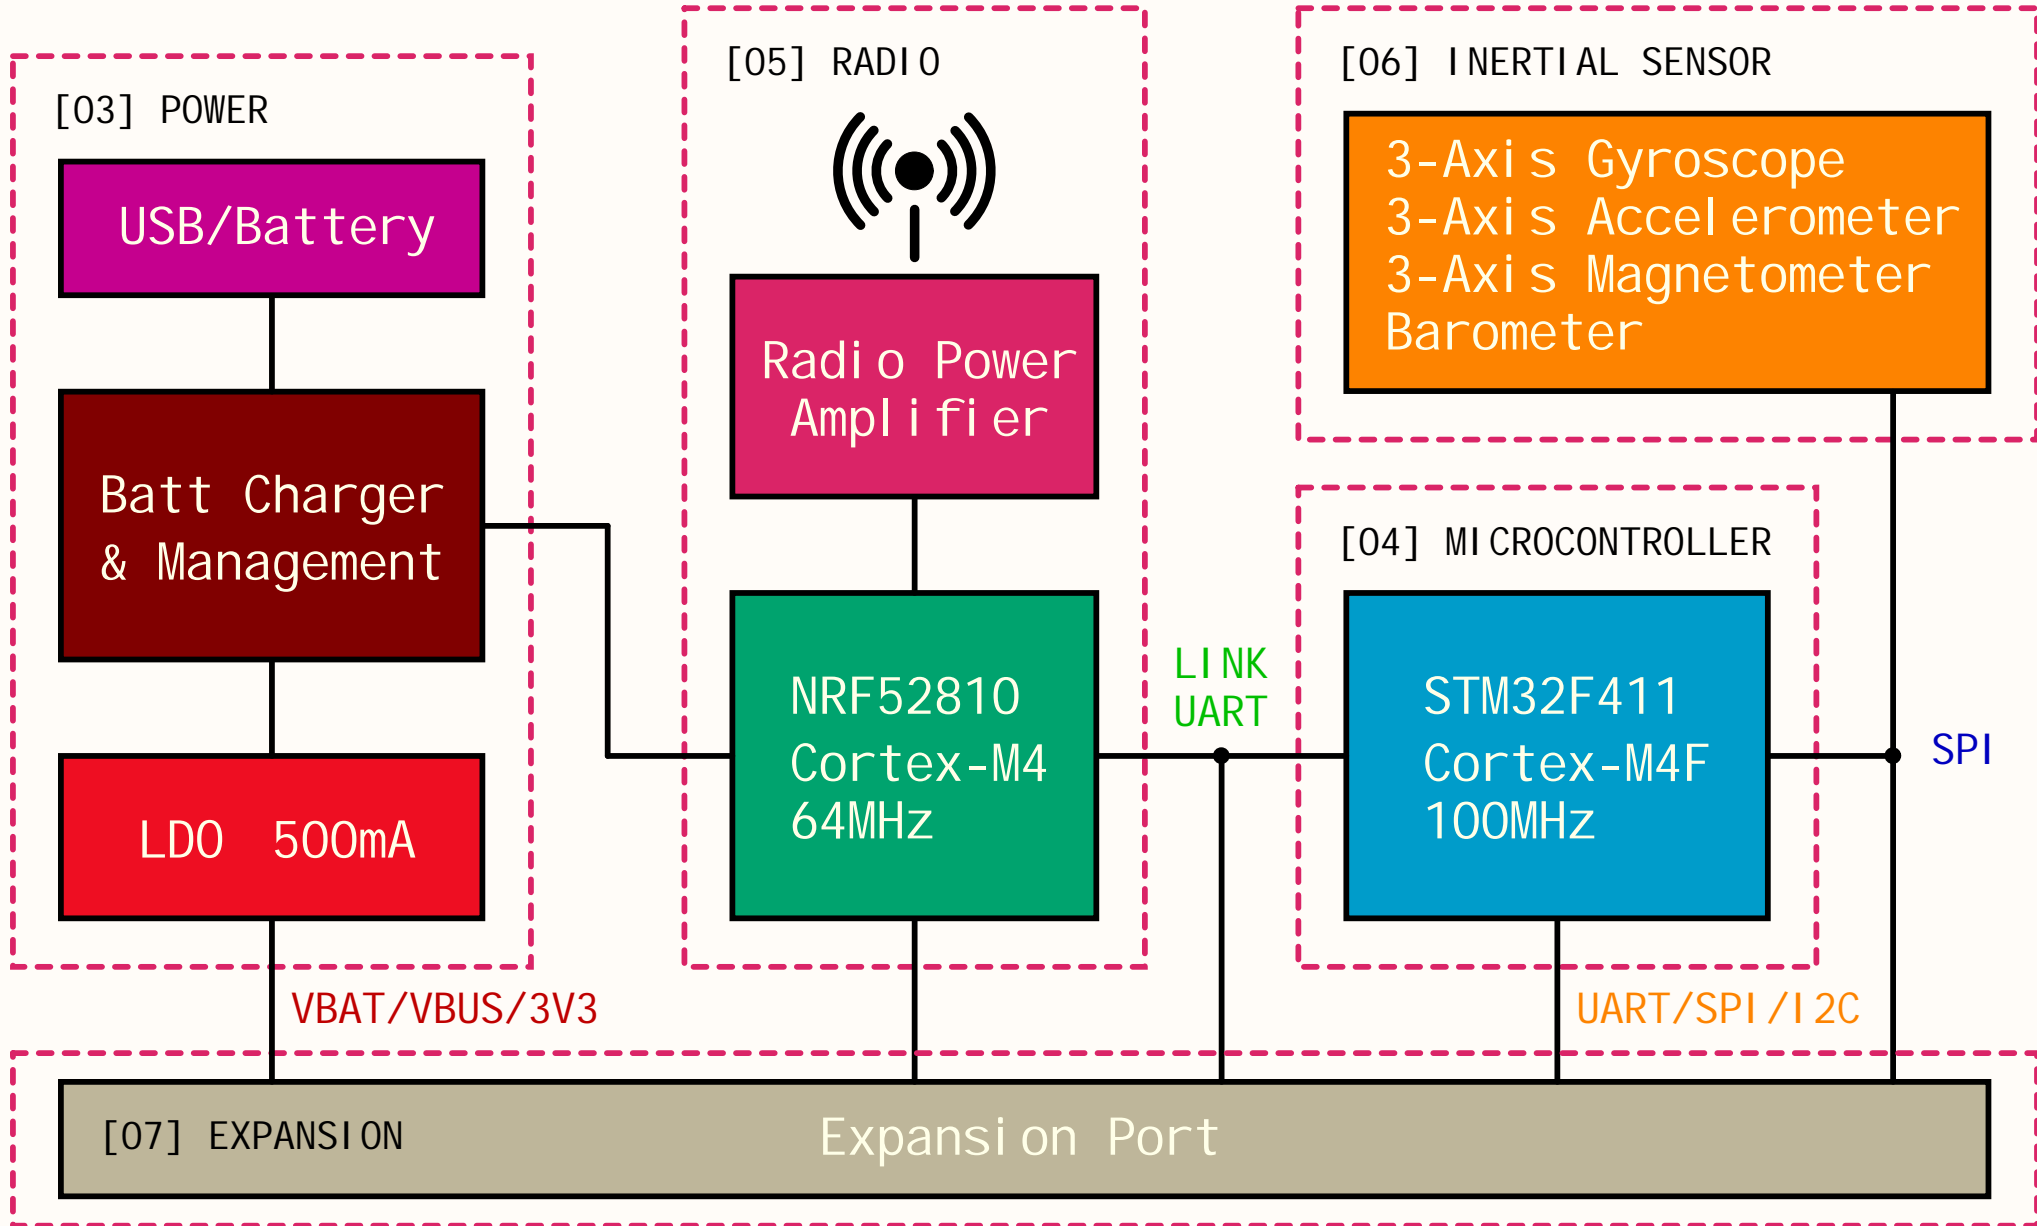 [03] POWER
USB/Battery
Batt Charger
& Management
LDO 500mA
VBAT/VBUS/3V3
[05] RADIO
Radio Power
Amplifier
NRF52810
Cortex-M4
64MHz
LINK
UART
[06] INERTIAL SENSOR
3-Axis Gyroscope
3-Axis Accelerometer
3-Axis Magnetometer
Barometer
[04] MICROCONTROLLER
STM32F411
Cortex-M4F
100MHz
SPI
UART/SPI/I2C
[07] EXPANSION
Expansion Port